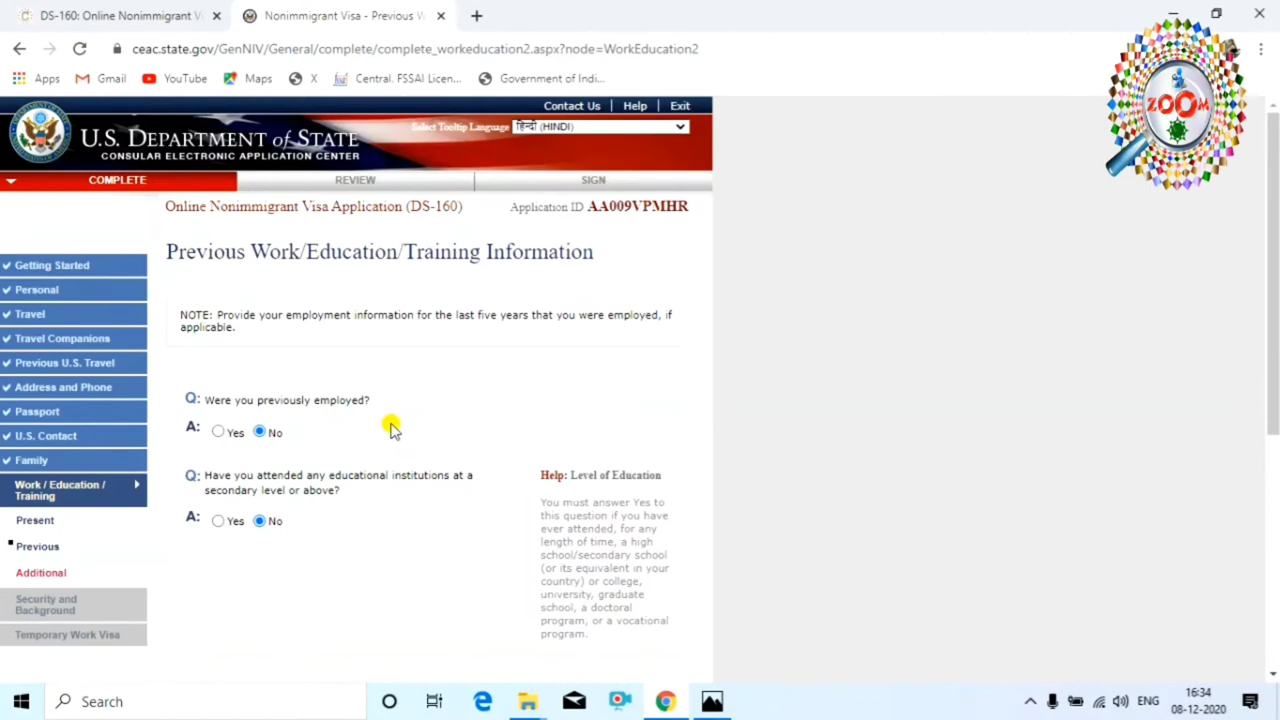 DS-160: Online Nonimmigrant V
Nonimmigrant Visa - Previous W
ceac.state.gov/GenNIV/General/complete/complete_workeducation2.aspx?node=WorkEducation2
Apps Gmail YouTube Maps X Central. FSSAI Licen... Government of Indi...
ZOOM
Contact Us | Help | Exit
Select Tooltip Language हिन्दी (HINDI)
U.S. DEPARTMENT of STATE
CONSULAR ELECTRONIC APPLICATION CENTER
COMPLETE REVIEW SIGN
Online Nonimmigrant Visa Application (DS-160) Application ID AA009VPMHR
Previous Work/Education/Training Information
Getting Started
Personal
Travel
Travel Companions
Previous U.S. Travel
Address and Phone
Passport
U.S. Contact
Family
Work / Education /
Training
Present
Previous
Additional
Security and
Background
Temporary Work Visa
NOTE: Provide your employment information for the last five years that you were employed, if
applicable.
Q: Were you previously employed?
A: Yes No
Q: Have you attended any educational institutions at a
secondary level or above?
A: Yes No
Help: Level of Education
You must answer Yes to
this question if you have
ever attended, for any
length of time, a high
school/secondary school
(or its equivalent in your
country) or college,
university, graduate
school, a doctoral
program, or a vocational
program.
Search
ENG
16:34
08-12-2020